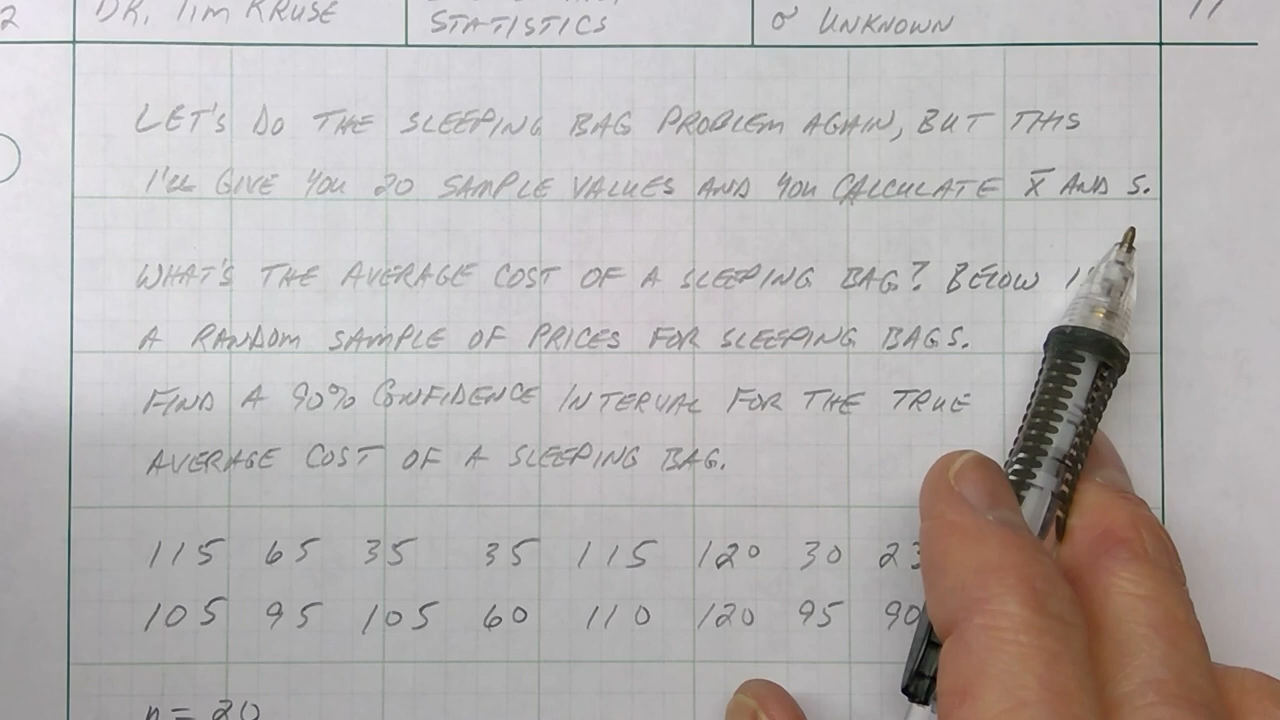 2 DR. TIM KRUSE STATISTICS σ UNKNOWN
LET'S DO THE SLEEPING BAG PROBLEM AGAIN, BUT THIS
I'LL GIVE YOU 20 SAMPLE VALUES AND YOU CALCULATE x̄ AND S.
WHAT'S THE AVERAGE COST OF A SLEEPING BAG? BELOW
A RANDOM SAMPLE OF PRICES FOR SLEEPING BAGS.
FIND A 90% CONFIDENCE INTERVAL FOR THE TRUE
AVERAGE COST OF A SLEEPING BAG.
115 65 35 35 115 120 30 23
105 95 105 60 110 120 95 90
n = 20